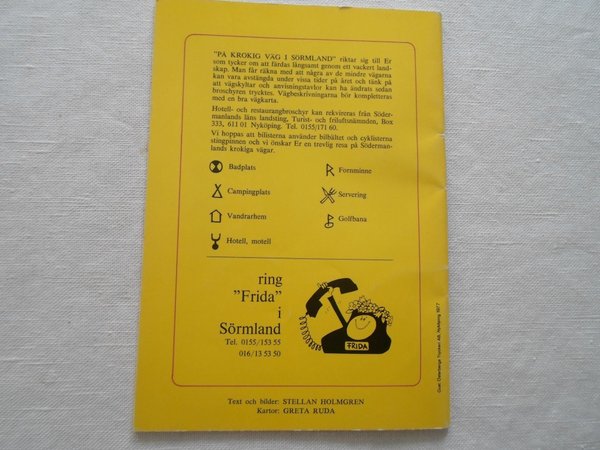 "PÅ KROKIG VÄG I SÖRMLAND" riktar sig till Er
som tycker om att färdas långsamt genom ett vackert land-
skap. Man får räkna med att några av de mindre vägarna
kan vara avstängda under vissa tider på året och tänk på
att vägskyltar och anvisningstavlor kan ha ändrats sedan
broschyren trycktes. Vägbeskrivningarna bör kompletteras
med en bra vägkarta.
Hotell- och restaurangbroschyr kan rekvireras från Söder-
manlands läns landsting, Turist- och friluftsnämnden, Box
333, 611 01 Nyköping. Tel. 0155/171 60.
Vi hoppas att bilisterna använder bilbältet och cyklisterna
stingpinnen och vi önskar Er en trevlig resa på Söderman-
lands krokiga vägar.
Badplats
Fornminne
Campingplats
Servering
Vandrarhem
Golfbana
Hotell, motell
ring
"Frida"
i
Sörmland
Tel. 0155/153 55
016/13 53 50
FRIDA
Text och bilder: STELLAN HOLMGREN
Kartor: GRETA RUDA